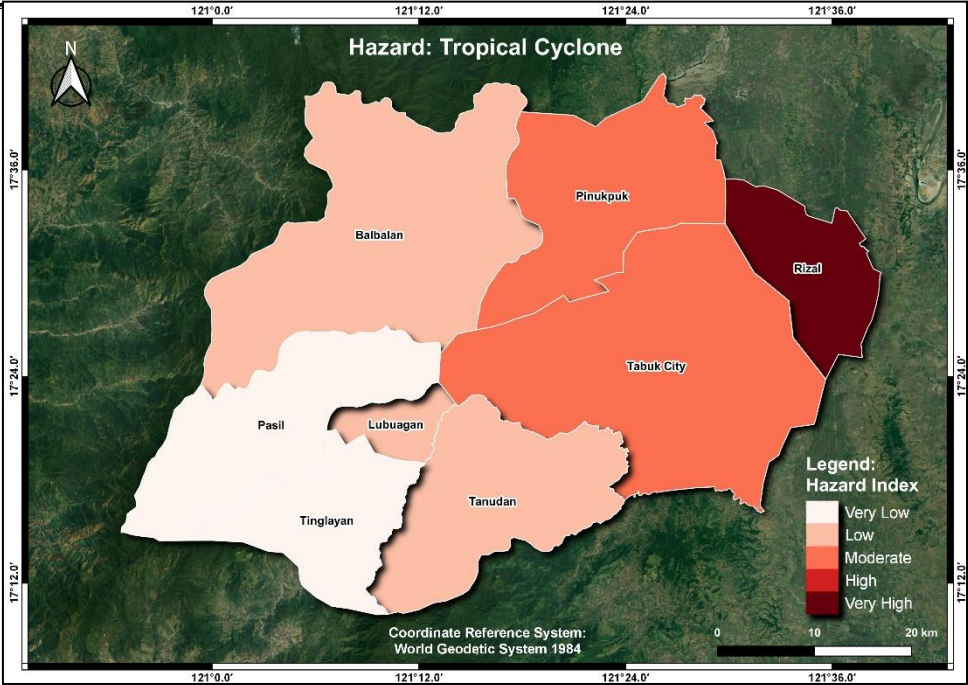 121°0.0'
121°12.0'
121°24.0'
121°36.0'
Hazard: Tropical Cyclone
N
17°36.0'
17°36.0'
Pinukpuk
Balbalan
Rizal
17°24.0'
17°24.0'
Tabuk City
Pasil
Lubuagan
Tanudan
Tinglayan
Legend:
Hazard Index
Very Low
Low
Moderate
High
Very High
17°12.0'
17°12.0'
Coordinate Reference System:
World Geodetic System 1984
0 10 20 km
121°0.0'
121°12.0'
121°24.0'
121°36.0'